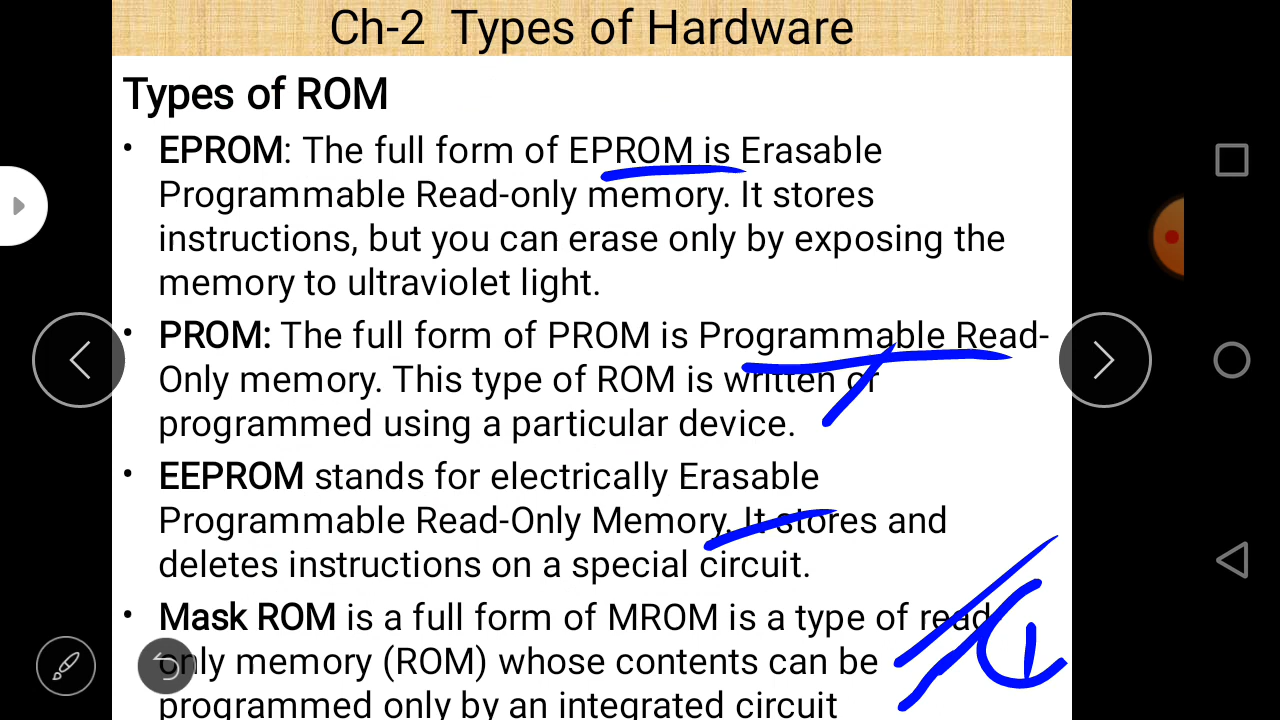 Ch-2 Types of Hardware
Types of ROM
• EPROM: The full form of EPROM is Erasable
Programmable Read-only memory. It stores
instructions, but you can erase only by exposing the
memory to ultraviolet light.
• PROM: The full form of PROM is Programmable Read-
Only memory. This type of ROM is written or
programmed using a particular device.
• EEPROM stands for electrically Erasable
Programmable Read-Only Memory. It stores and
deletes instructions on a special circuit.
• Mask ROM is a full form of MROM is a type of read
only memory (ROM) whose contents can be
programmed only by an integrated circuit